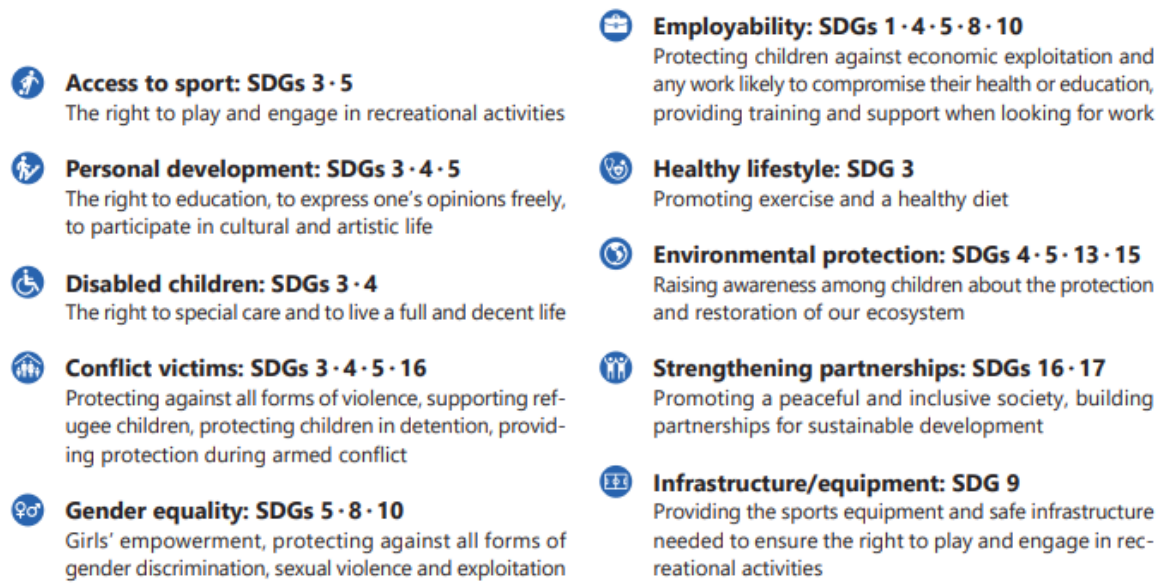 Access to sport: SDGs 3 · 5
The right to play and engage in recreational activities
Personal development: SDGs 3 · 4 · 5
The right to education, to express one’s opinions freely,
to participate in cultural and artistic life
Disabled children: SDGs 3 · 4
The right to special care and to live a full and decent life
Conflict victims: SDGs 3 · 4 · 5 · 16
Protecting against all forms of violence, supporting ref-
ugee children, protecting children in detention, provid-
ing protection during armed conflict
Gender equality: SDGs 5 · 8 · 10
Girls’ empowerment, protecting against all forms of
gender discrimination, sexual violence and exploitation
Employability: SDGs 1 · 4 · 5 · 8 · 10
Protecting children against economic exploitation and
any work likely to compromise their health or education,
providing training and support when looking for work
Healthy lifestyle: SDG 3
Promoting exercise and a healthy diet
Environmental protection: SDGs 4 · 5 · 13 · 15
Raising awareness among children about the protection
and restoration of our ecosystem
Strengthening partnerships: SDGs 16 · 17
Promoting a peaceful and inclusive society, building
partnerships for sustainable development
Infrastructure/equipment: SDG 9
Providing the sports equipment and safe infrastructure
needed to ensure the right to play and engage in rec-
reational activities